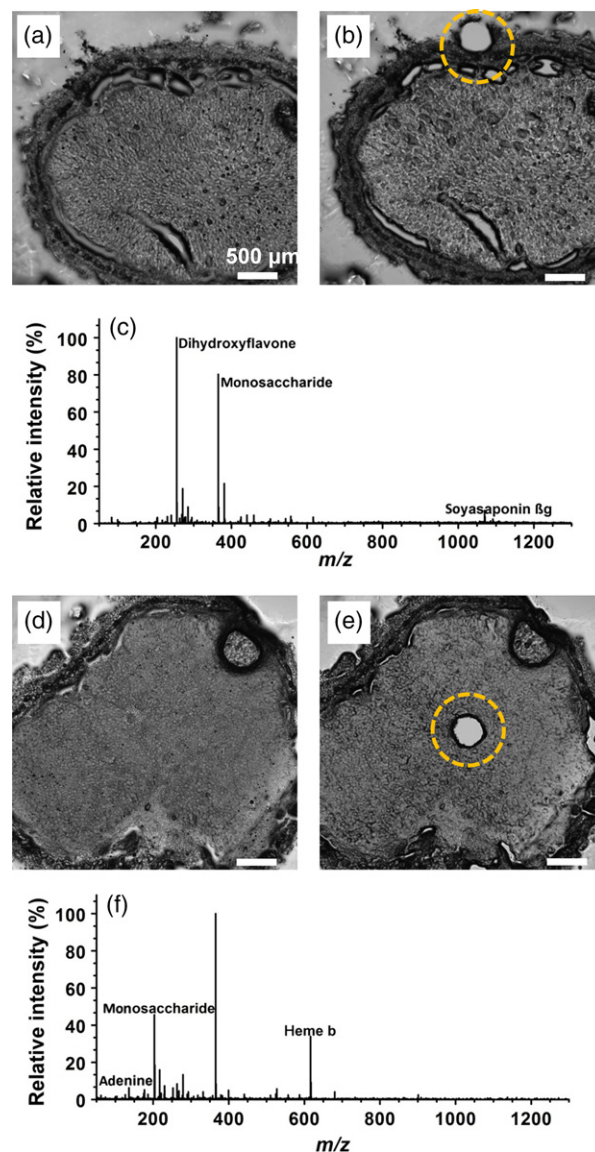 (a)
(b)
500 µm
(c)
Relative intensity (%)
100
80
60
40
20
0
Dihydroxyflavone
Monosaccharide
Soyasaponin ßg
200 400 600 800 1000 1200
m/z
(d)
(e)
(f)
Relative intensity (%)
100
80
60
40
20
0
Monosaccharide
Adenine
Heme b
200 400 600 800 1000 1200
m/z